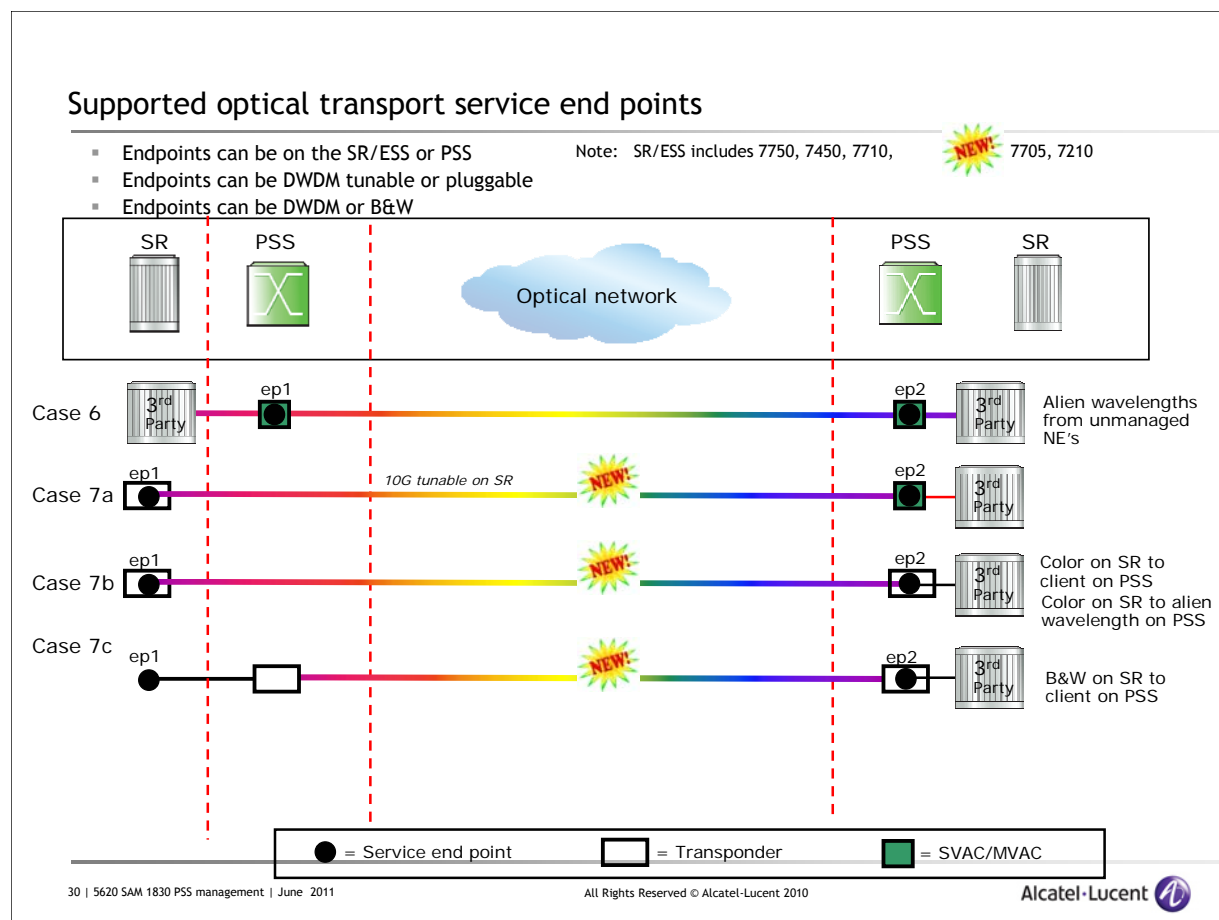 Supported optical transport service end points
▪ Endpoints can be on the SR/ESS or PSS
Note: SR/ESS includes 7750, 7450, 7710, NEW! 7705, 7210
▪ Endpoints can be DWDM tunable or pluggable
▪ Endpoints can be DWDM or B&W
SR PSS PSS SR
Optical network
Case 6
3rd
Party
ep1
ep2
3rd
Party
Alien wavelengths
from unmanaged
NE's
Case 7a
ep1
10G tunable on SR
NEW!
ep2
3rd
Party
Case 7b
ep1
NEW!
ep2
3rd
Party
Color on SR to
client on PSS
Color on SR to alien
wavelength on PSS
Case 7c
ep1
NEW!
ep2
3rd
Party
B&W on SR to
client on PSS
= Service end point = Transponder = SVAC/MVAC
30 | 5620 SAM 1830 PSS management | June 2011
All Rights Reserved © Alcatel-Lucent 2010
Alcatel·Lucent